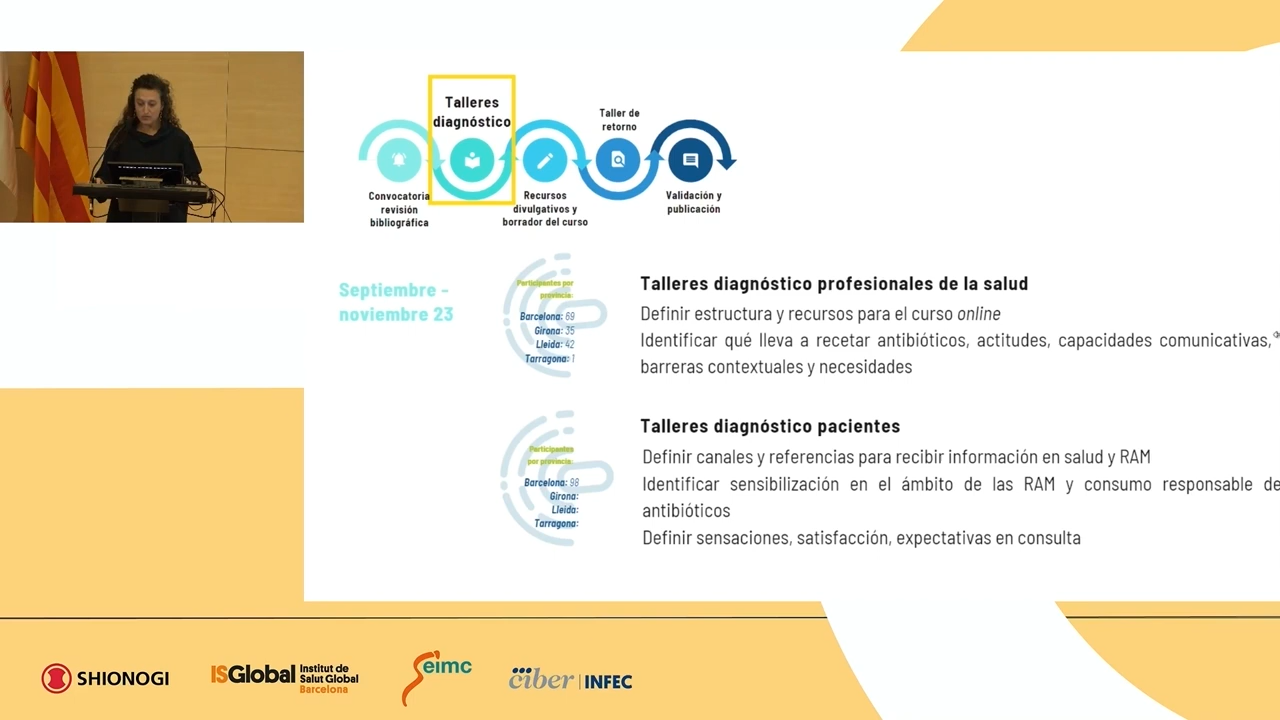 Talleres
diagnóstico
Taller de
retorno
Convocatoria
revisión
bibliográfica
Recursos
divulgativos y
borrador del curso
Validación y
publicación
Septiembre -
noviembre 23
Participantes por
provincia:
Barcelona: 69
Girona: 35
Lleida: 42
Tarragona: 1
Talleres diagnóstico profesionales de la salud
Definir estructura y recursos para el curso online
Identificar qué lleva a recetar antibióticos, actitudes, capacidades comunicativas,
barreras contextuales y necesidades
Participantes
por provincia:
Barcelona: 98
Girona:
Lleida:
Tarragona:
Talleres diagnóstico pacientes
Definir canales y referencias para recibir información en salud y RAM
Identificar sensibilización en el ámbito de las RAM y consumo responsable de
antibióticos
Definir sensaciones, satisfacción, expectativas en consulta
SHIONOGI
ISGlobal Institut de
Salut Global
Barcelona
Seimc
ciber | INFEC